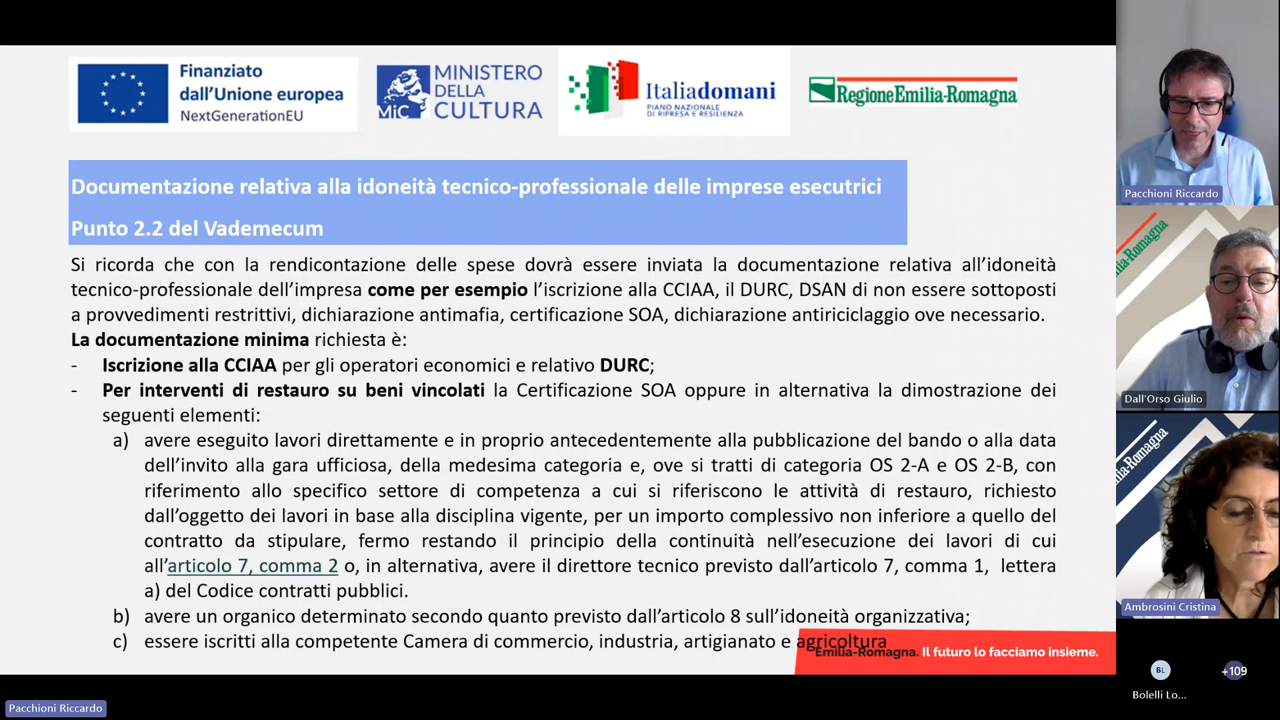 Finanziato
dall'Unione europea
NextGenerationEU
MiC
MINISTERO
DELLA
CULTURA
Italiadomani
PIANO NAZIONALE
DI RIPRESA E RESILIENZA
RegioneEmilia-Romagna
Documentazione relativa alla idoneità tecnico-professionale delle imprese esecutrici
Punto 2.2 del Vademecum
Si ricorda che con la rendicontazione delle spese dovrà essere inviata la documentazione relativa all'idoneità
tecnico-professionale dell'impresa come per esempio l'iscrizione alla CCIAA, il DURC, DSAN di non essere sottoposti
a provvedimenti restrittivi, dichiarazione antimafia, certificazione SOA, dichiarazione antiriciclaggio ove necessario.
La documentazione minima richiesta è:
- Iscrizione alla CCIAA per gli operatori economici e relativo DURC;
- Per interventi di restauro su beni vincolati la Certificazione SOA oppure in alternativa la dimostrazione dei
seguenti elementi:
a) avere eseguito lavori direttamente e in proprio antecedentemente alla pubblicazione del bando o alla data
dell'invito alla gara ufficiosa, della medesima categoria e, ove si tratti di categoria OS 2-A e OS 2-B, con
riferimento allo specifico settore di competenza a cui si riferiscono le attività di restauro, richiesto
dall'oggetto dei lavori in base alla disciplina vigente, per un importo complessivo non inferiore a quello del
contratto da stipulare, fermo restando il principio della continuità nell'esecuzione dei lavori di cui
all'articolo 7, comma 2 o, in alternativa, avere il direttore tecnico previsto dall'articolo 7, comma 1, lettera
a) del Codice contratti pubblici.
b) avere un organico determinato secondo quanto previsto dall'articolo 8 sull'idoneità organizzativa;
c) essere iscritti alla competente Camera di commercio, industria, artigianato e agricoltura
Emilia-Romagna. Il futuro lo facciamo insieme.
Pacchioni Riccardo
Pacchioni Riccardo
ilia-Romagna
Dall'Orso Giulio
ilia-Romagna
Ambrosini Cristina
BL
+109
Bolelli Lo...